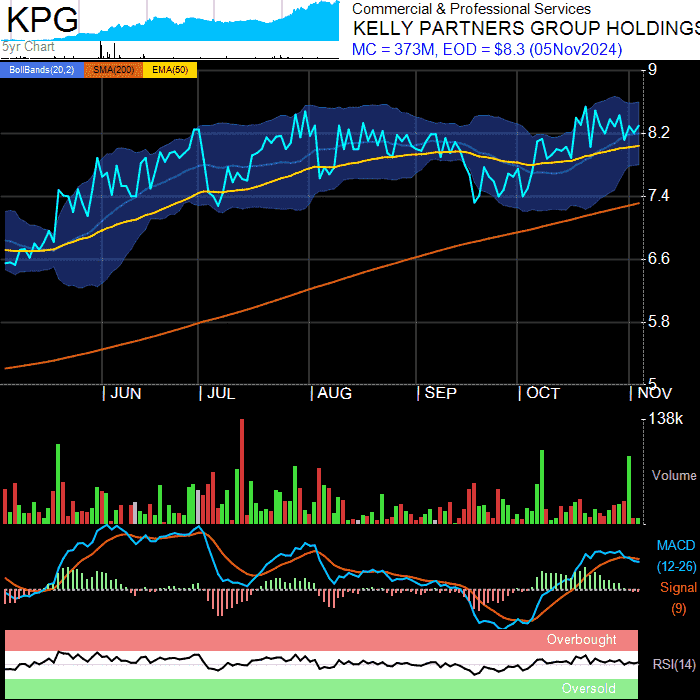 KPG
5yr Chart
Commercial & Professional Services
KELLY PARTNERS GROUP HOLDINGS
MC = 373M, EOD = $8.3 (05Nov2024)
BollBands(20,2) SMA(200) EMA(50)
9
8.2
7.4
6.6
5.8
5
JUN JUL AUG SEP OCT NOV
138k
Volume
MACD
(12-26)
Signal
(9)
Overbought
RSI(14)
Oversold